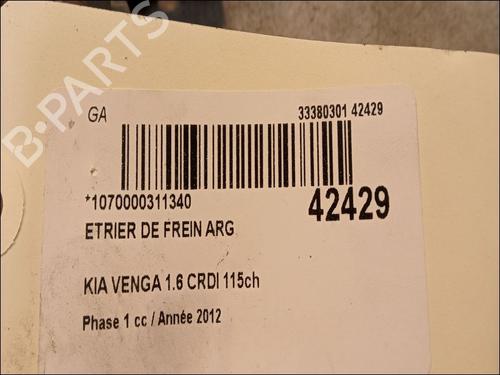 B-PARTS
GA 33380301 42429
*1070000311340 42429
ETRIER DE FREIN ARG
KIA VENGA 1.6 CRDI 115ch
Phase 1 cc / Année 2012